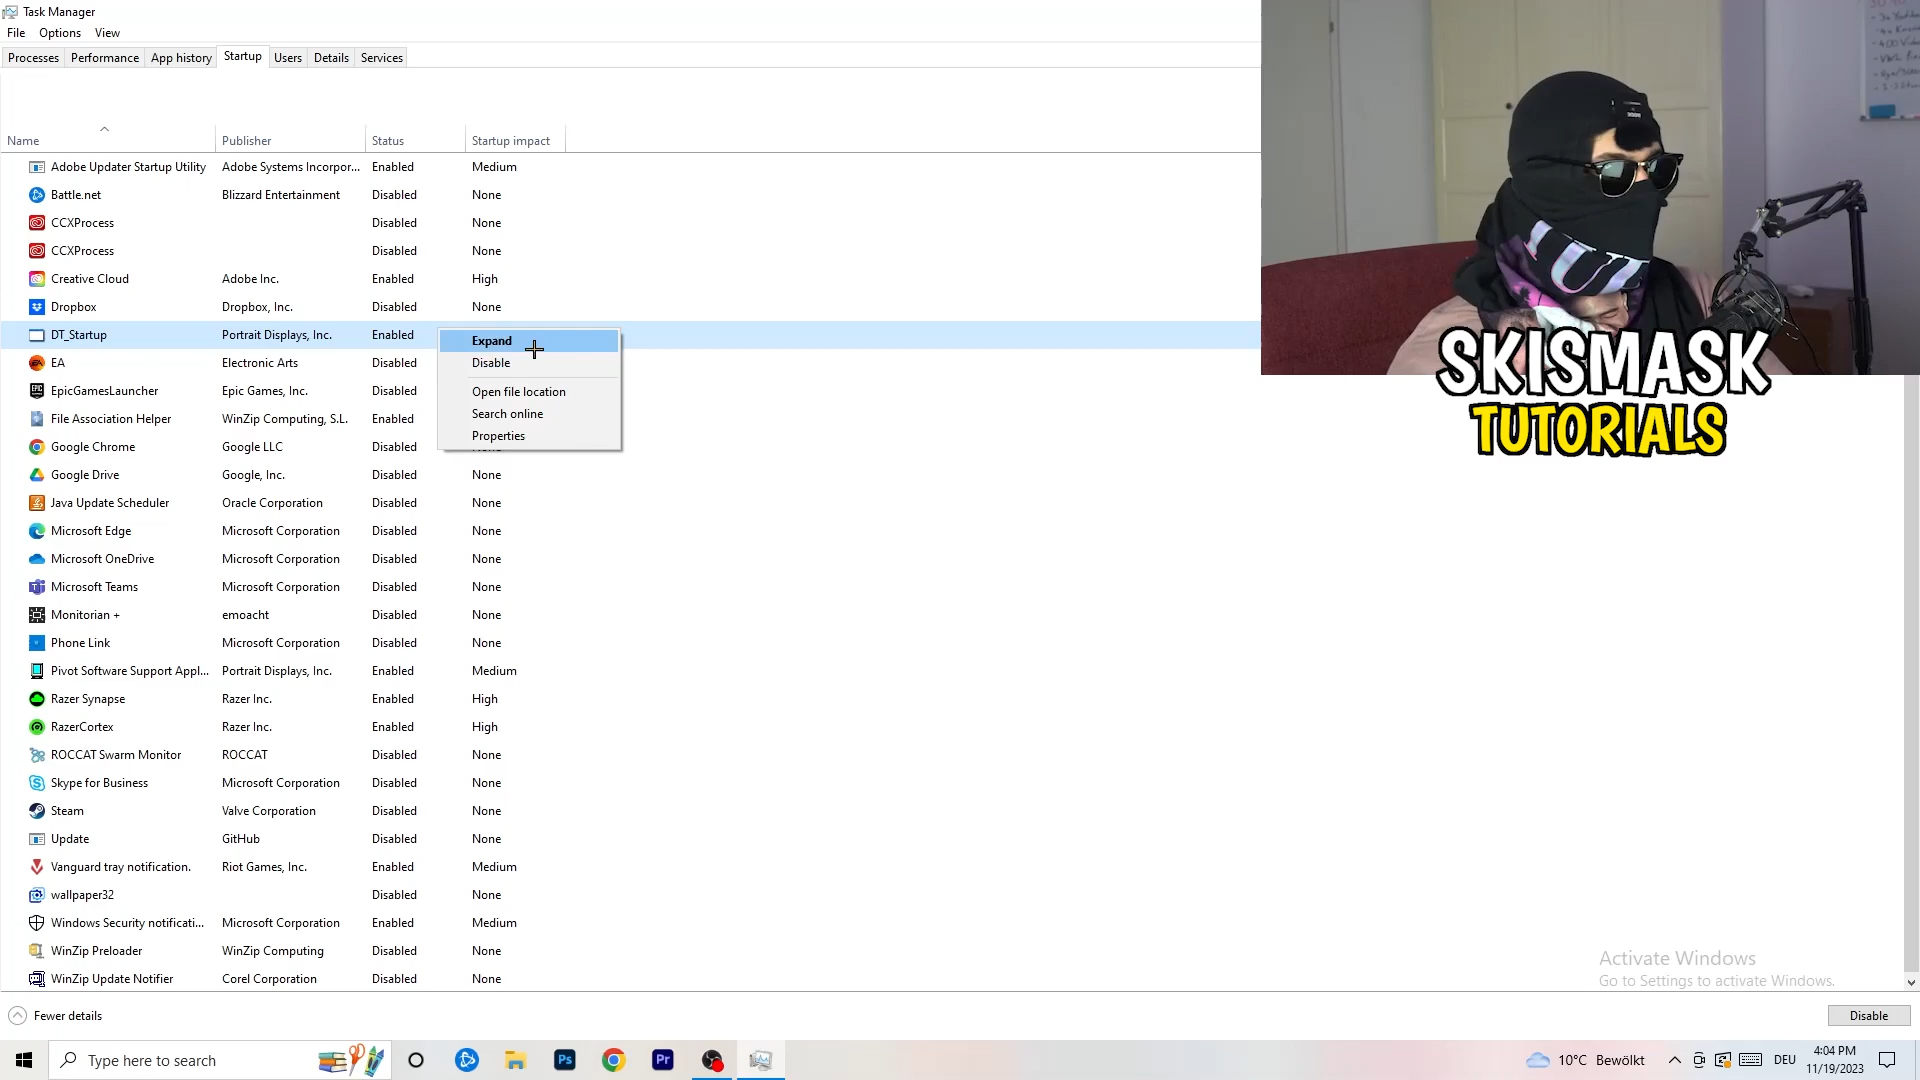 Task Manager
File Options View
Processes Performance App history Startup Users Details Services
Name Publisher Status Startup impact
Adobe Updater Startup Utility Adobe Systems Incorpor... Enabled Medium
Battle.net Blizzard Entertainment Disabled None
CCXProcess Disabled None
CCXProcess Disabled None
Creative Cloud Adobe Inc. Enabled High
Dropbox Dropbox, Inc. Disabled None
DT_Startup Portrait Displays, Inc. Enabled
EA Electronic Arts Disabled
EpicGamesLauncher Epic Games, Inc. Disabled
File Association Helper WinZip Computing, S.L. Enabled
Google Chrome Google LLC Disabled
Google Drive Google, Inc. Disabled None
Java Update Scheduler Oracle Corporation Disabled None
Microsoft Edge Microsoft Corporation Disabled None
Microsoft OneDrive Microsoft Corporation Disabled None
Microsoft Teams Microsoft Corporation Disabled None
Monitorian + emoacht Disabled None
Phone Link Microsoft Corporation Disabled None
Pivot Software Support Appl... Portrait Displays, Inc. Enabled Medium
Razer Synapse Razer Inc. Enabled High
RazerCortex Razer Inc. Enabled High
ROCCAT Swarm Monitor ROCCAT Disabled None
Skype for Business Microsoft Corporation Disabled None
Steam Valve Corporation Disabled None
Update GitHub Disabled None
Vanguard tray notification. Riot Games, Inc. Enabled Medium
wallpaper32 Disabled None
Windows Security notificati... Microsoft Corporation Enabled Medium
WinZip Preloader WinZip Computing Disabled None
WinZip Update Notifier Corel Corporation Disabled None
Expand
Disable
Open file location
Search online
Properties
SKISMASK
TUTORIALS
Activate Windows
Go to Settings to activate Windows.
Fewer details
Disable
Type here to search
Ps
Pr
10°C Bewölkt
DEU
4:04 PM
11/19/2023